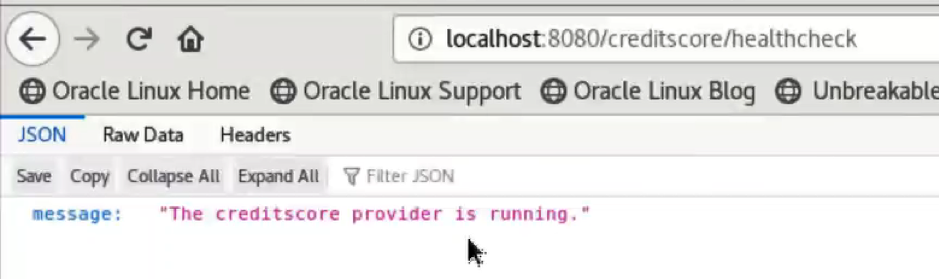 localhost:8080/creditscore/healthcheck
Oracle Linux Home Oracle Linux Support Oracle Linux Blog Unbreakable
JSON Raw Data Headers
Save Copy Collapse All Expand All Filter JSON
message: "The creditscore provider is running."